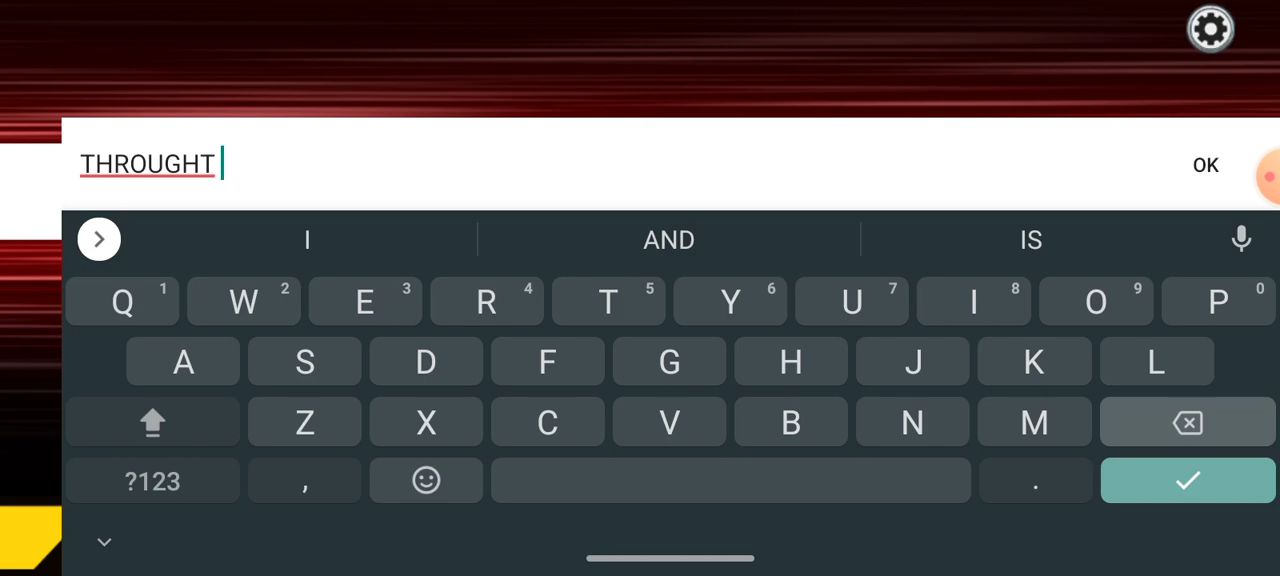 THROUGHT
OK
I AND IS
Q 1 W 2 E 3 R 4 T 5 Y 6 U 7 I 8 O 9 P 0
A S D F G H J K L
Z X C V B N M
?123 , .